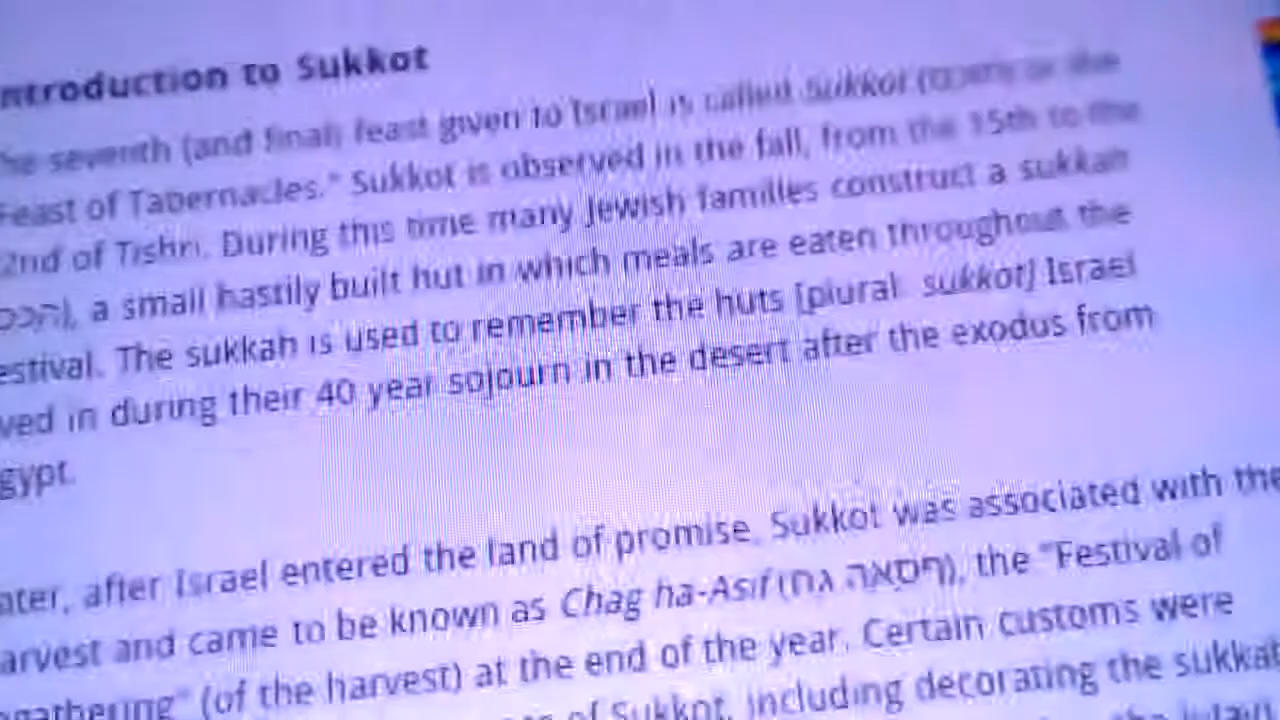 ntroduction to Sukkot
he seventh (and final) feast given to Israel is called Sukkot or the
Feast of Tabernacles." Sukkot is observed in the fall, from the 15th to the
2nd of Tishri. During this time many Jewish families construct a sukkah
a small hastily built hut in which meals are eaten throughout the
estival. The sukkah is used to remember the huts [plural: sukkot] Israel
ved in during their 40 year sojourn in the desert after the exodus from
gypt.
ater, after Israel entered the land of promise, Sukkot was associated with the
arvest and came to be known as Chag ha-Asif (ףסאה גח), the "Festival of
ngathering" (of the harvest) at the end of the year. Certain customs were
of Sukkot, including decorating the sukkah